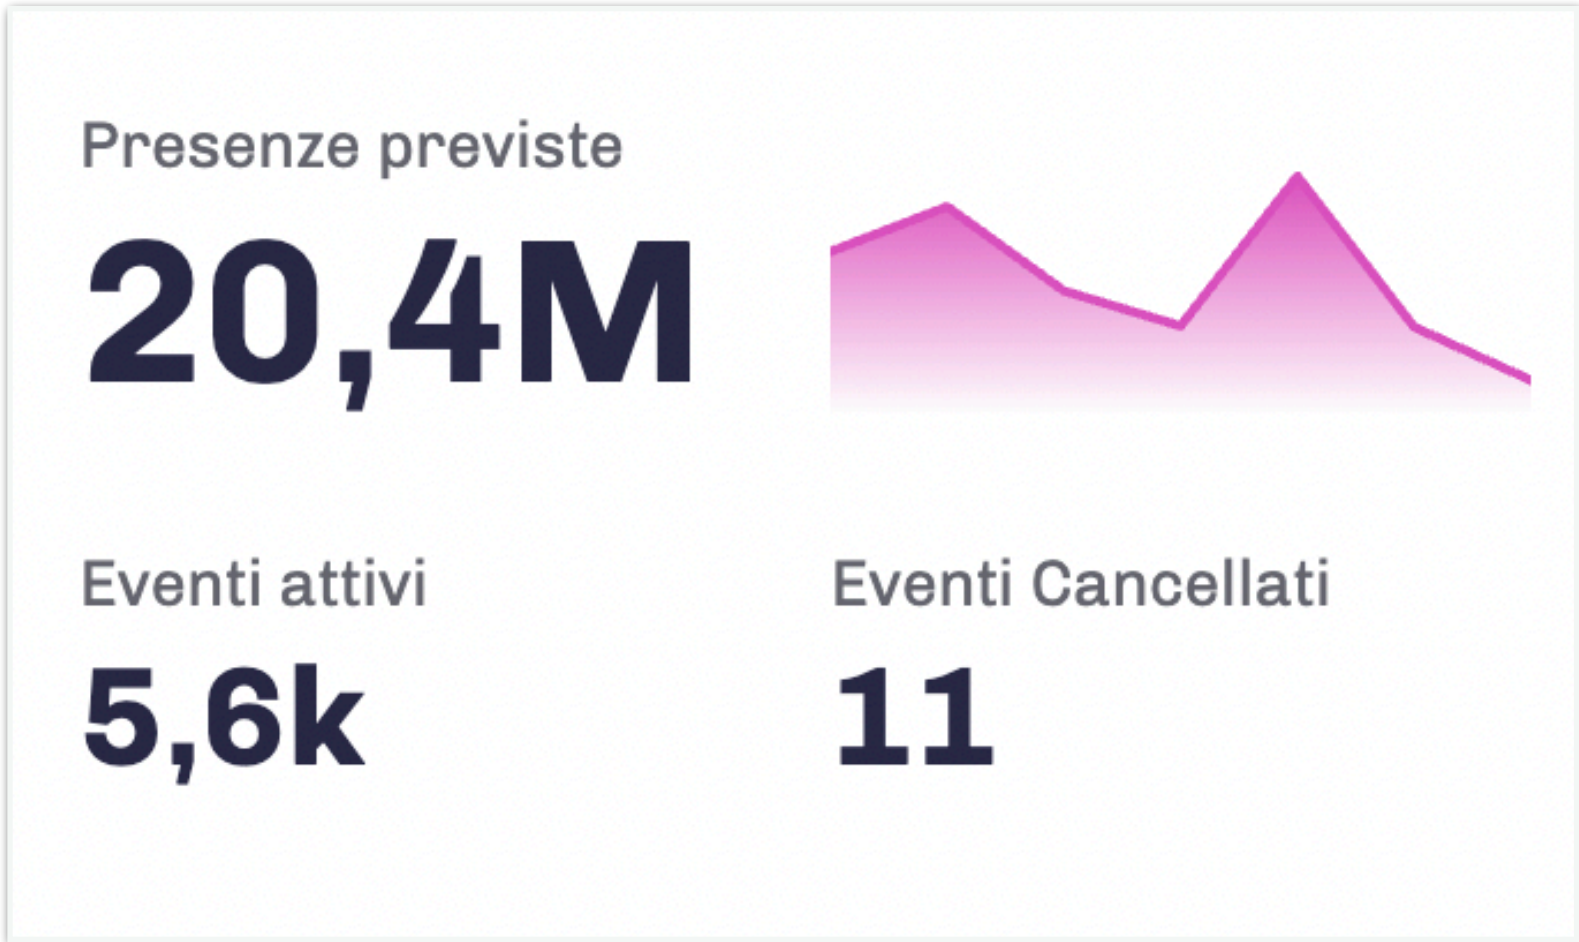 Presenze previste
20,4M
Eventi attivi
5,6k
Eventi Cancellati
11